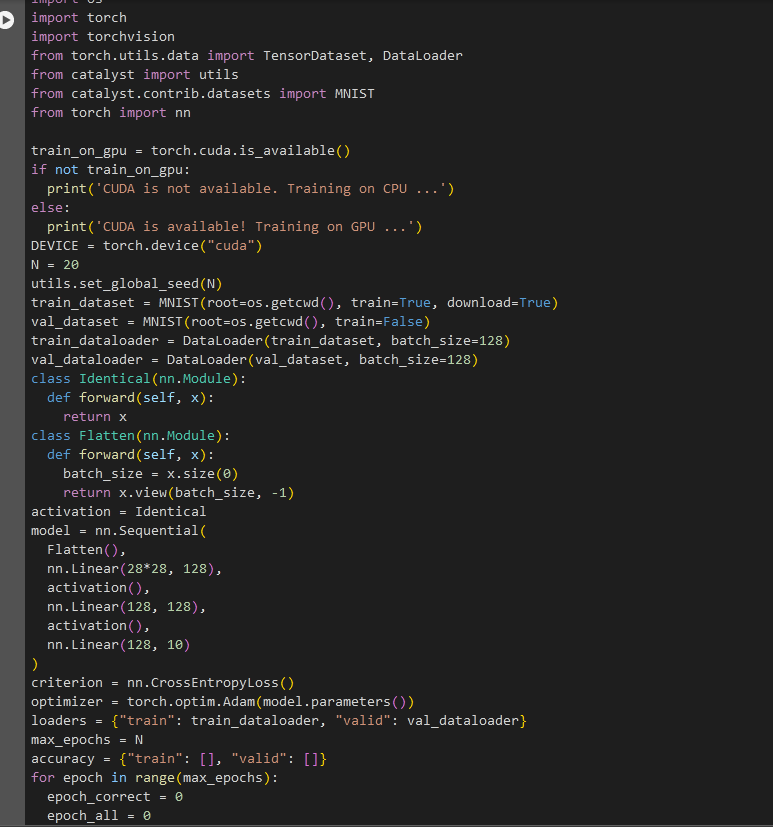 import os
import torch
import torchvision
from torch.utils.data import TensorDataset, DataLoader
from catalyst import utils
from catalyst.contrib.datasets import MNIST
from torch import nn

train_on_gpu = torch.cuda.is_available()
if not train_on_gpu:
  print('CUDA is not available. Training on CPU ...')
else:
  print('CUDA is available! Training on GPU ...')
DEVICE = torch.device("cuda")
N = 20
utils.set_global_seed(N)
train_dataset = MNIST(root=os.getcwd(), train=True, download=True)
val_dataset = MNIST(root=os.getcwd(), train=False)
train_dataloader = DataLoader(train_dataset, batch_size=128)
val_dataloader = DataLoader(val_dataset, batch_size=128)
class Identical(nn.Module):
  def forward(self, x):
    return x
class Flatten(nn.Module):
  def forward(self, x):
    batch_size = x.size(0)
    return x.view(batch_size, -1)
activation = Identical
model = nn.Sequential(
  Flatten(),
  nn.Linear(28*28, 128),
  activation(),
  nn.Linear(128, 128),
  activation(),
  nn.Linear(128, 10)
)
criterion = nn.CrossEntropyLoss()
optimizer = torch.optim.Adam(model.parameters())
loaders = {"train": train_dataloader, "valid": val_dataloader}
max_epochs = N
accuracy = {"train": [], "valid": []}
for epoch in range(max_epochs):
  epoch_correct = 0
  epoch_all = 0